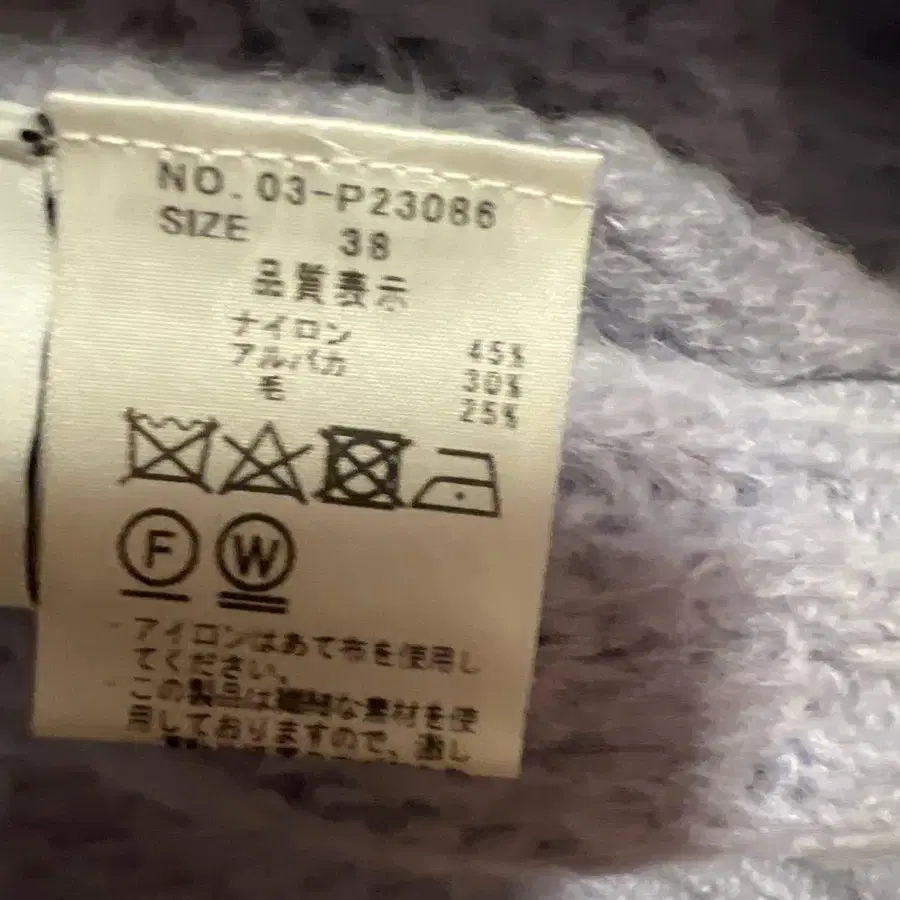 NO. 03-P23086
SIZE 38
品質表示
ナイロン 45%
アルパカ 30%
毛 25%
F W
・アイロンはあて布を使用し
てください。
・この製品は繊細な素材を使
用しておりますので、激し